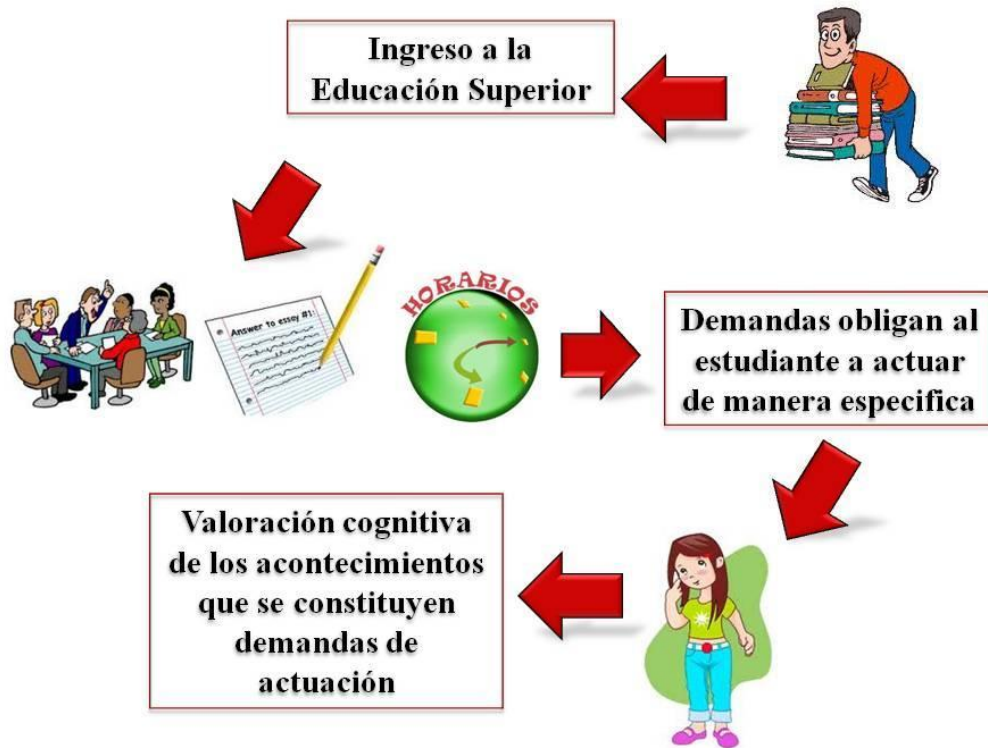 Ingreso a la
Educación Superior
Answer to essay #1:
HORARIOS
Demandas obligan al
estudiante a actuar
de manera especifica
Valoración cognitiva
de los acontecimientos
que se constituyen
demandas de
actuación